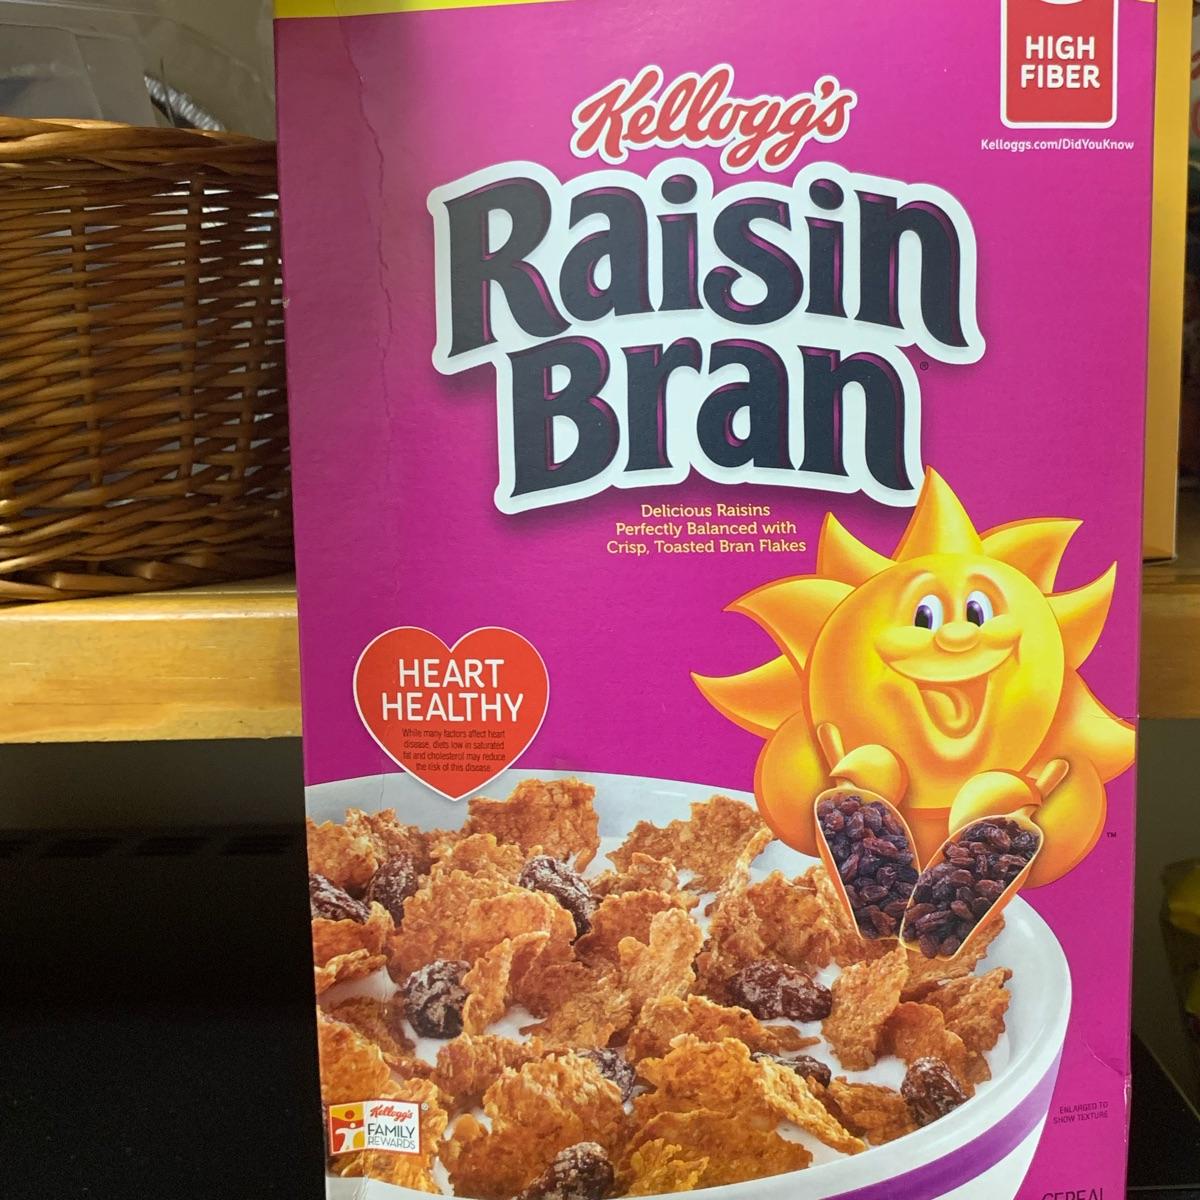 HIGH
FIBER
Kelloggs.com/DidYouKnow
Kellogg's
Raisin
Bran®
Delicious Raisins
Perfectly Balanced with
Crisp, Toasted Bran Flakes
HEART
HEALTHY
While many factors affect heart
disease, diets low in saturated
fat and cholesterol may reduce
the risk of this disease.
TM
Kellogg's®
FAMILY
REWARDS
ENLARGED TO
SHOW TEXTURE
CEREAL